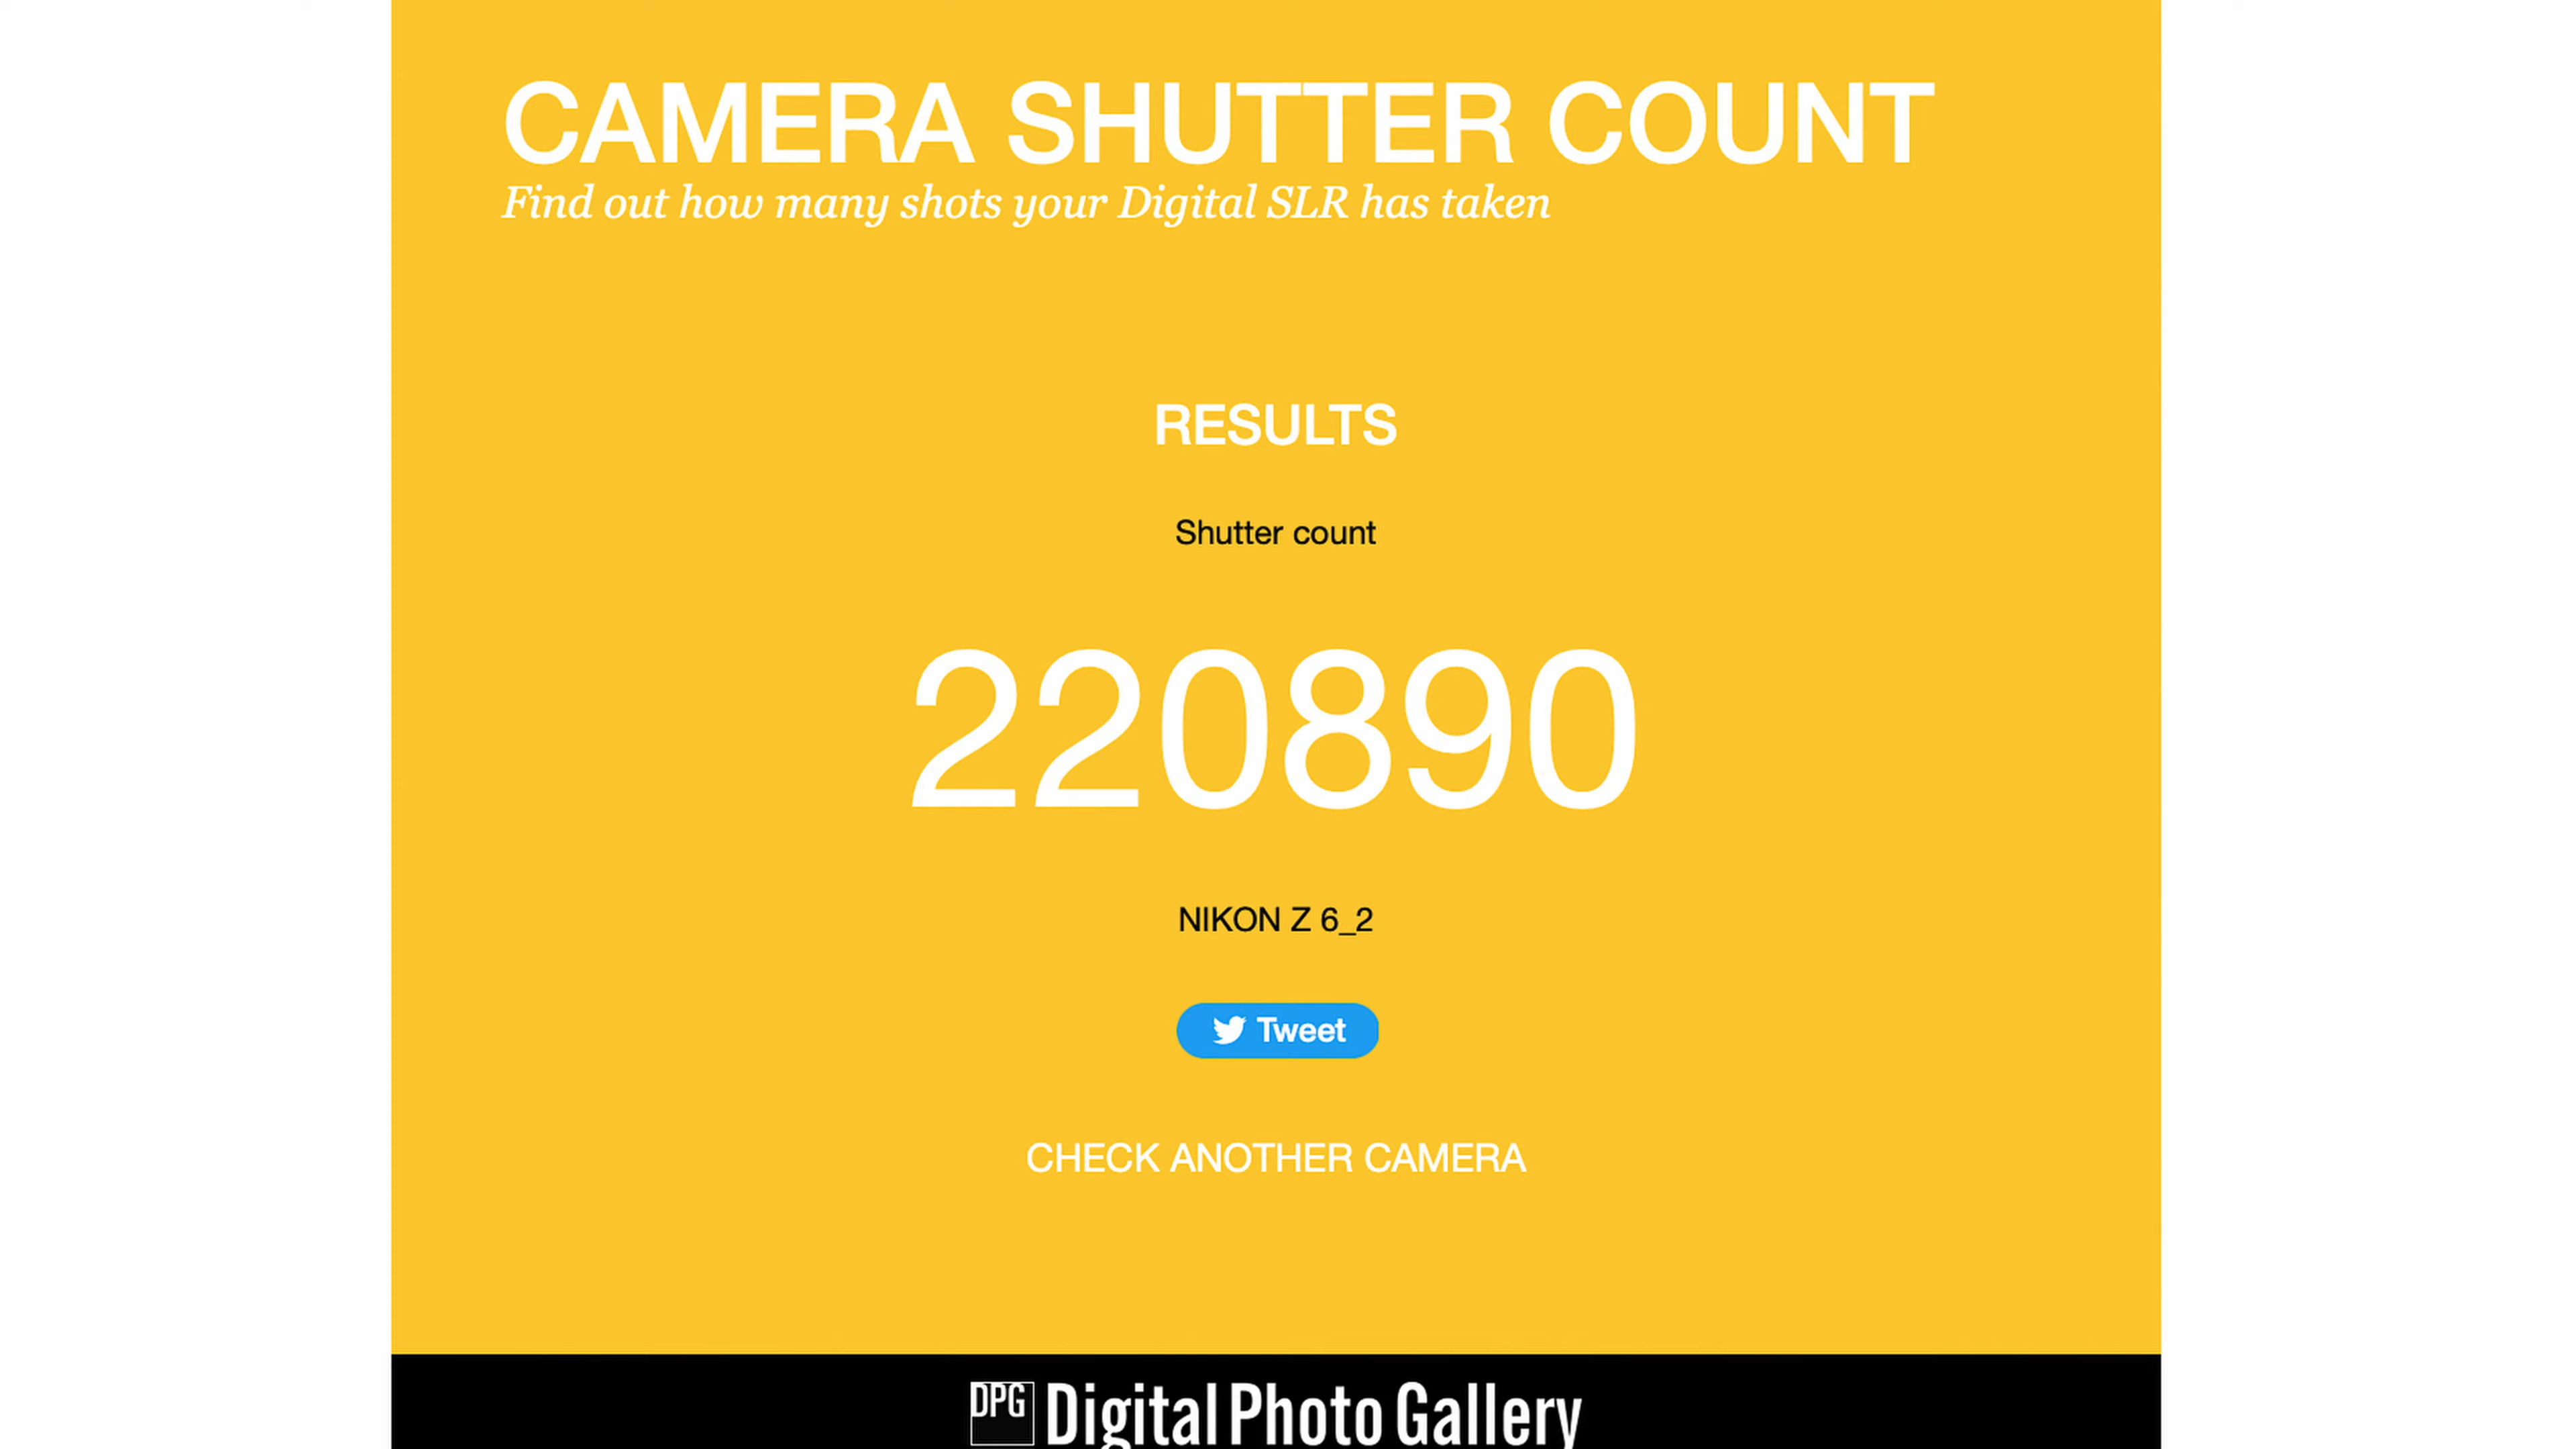 CAMERA SHUTTER COUNT
Find out how many shots your Digital SLR has taken
RESULTS
Shutter count
220890
NIKON Z 6_2
Tweet
CHECK ANOTHER CAMERA
DPG Digital Photo Gallery